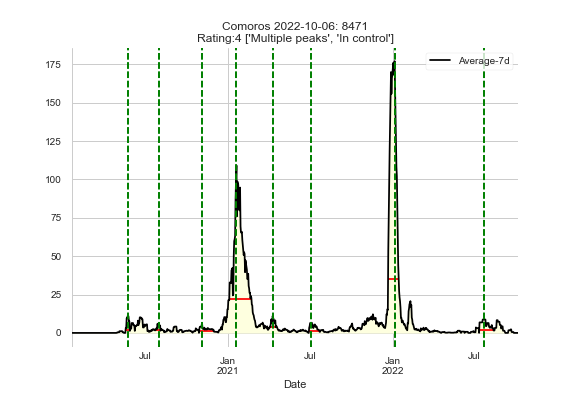 Comoros 2022-10-06: 8471
Rating:4 ['Multiple peaks', 'In control']
Average-7d
175
150
125
100
75
50
25
0
Jul Jan Jul Jan Jul
2021 2022
Date